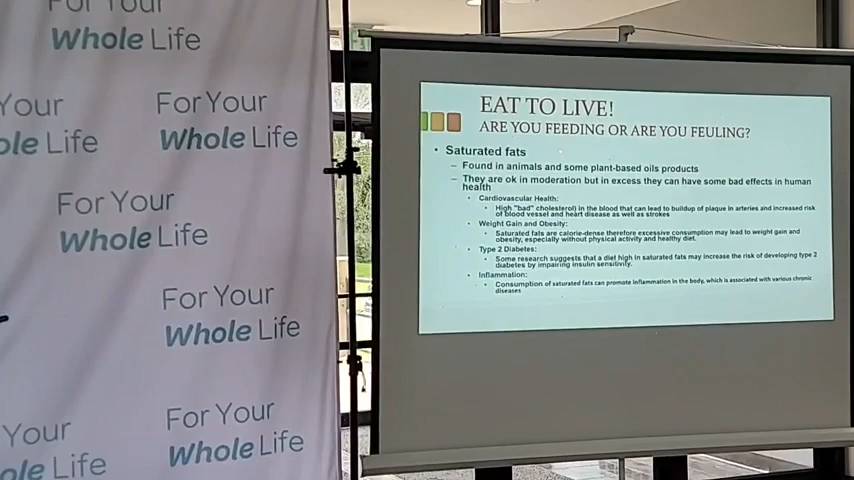 For Your
Whole Life
Your
ole Life
For Your
Whole Life
For Your
Whole Life
For Your
Whole Life
Your
ole Life
For Your
Whole Life
EAT TO LIVE!
ARE YOU FEEDING OR ARE YOU FEULING?
• Saturated fats
– Found in animals and some plant-based oils products
– They are ok in moderation but in excess they can have some bad effects in human
health
• Cardiovascular Health:
• High "bad" cholesterol) in the blood that can lead to buildup of plaque in arteries and increased risk
of blood vessel and heart disease as well as strokes
• Weight Gain and Obesity:
• Saturated fats are calorie-dense therefore excessive consumption may lead to weight gain and
obesity, especially without physical activity and healthy diet.
• Type 2 Diabetes:
• Some research suggests that a diet high in saturated fats may increase the risk of developing type 2
diabetes by impairing insulin sensitivity.
• Inflammation:
• Consumption of saturated fats can promote inflammation in the body, which is associated with various chronic
diseases